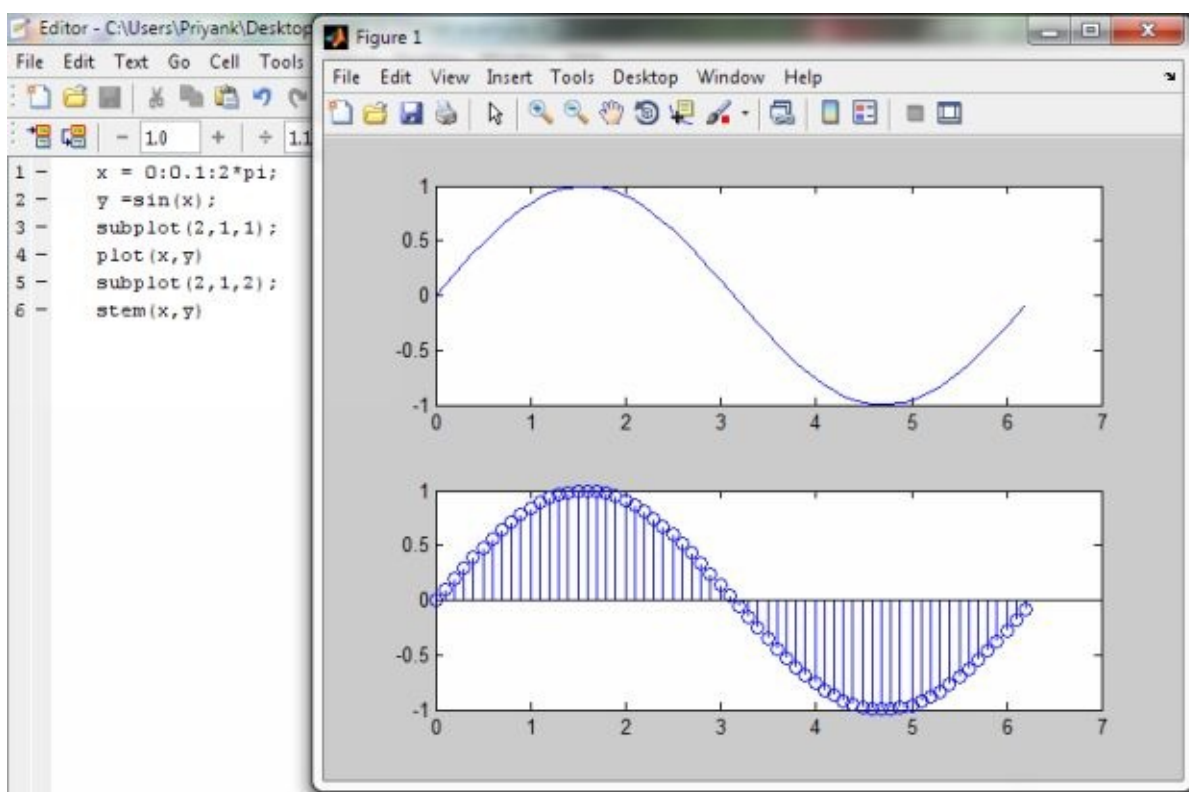 Editor - C:\Users\Priyank\Desktop
File Edit Text Go Cell Tools
- 1.0 + ÷ 1.1
1 - x = 0:0.1:2*pi;
2 - y =sin(x);
3 - subplot(2,1,1);
4 - plot(x,y)
5 - subplot(2,1,2);
6 - stem(x,y)
Figure 1
File Edit View Insert Tools Desktop Window Help
1
0.5
0
-0.5
-1
0 1 2 3 4 5 6 7
1
0.5
0
-0.5
-1
0 1 2 3 4 5 6 7